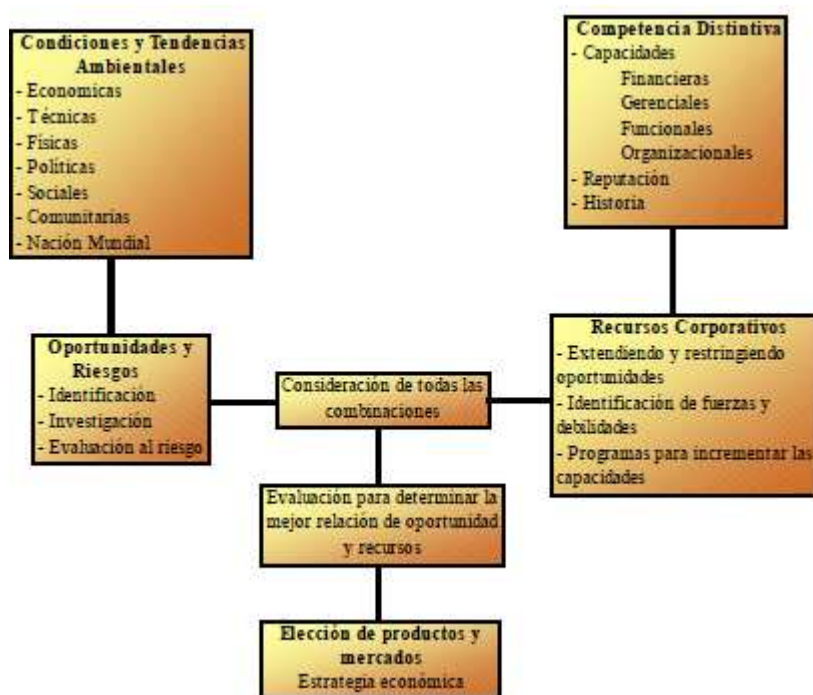 Condiciones y Tendencias
Ambientales
- Economicas
- Técnicas
- Físicas
- Políticas
- Sociales
- Comunitarías
- Nación Mundial
Competencia Distintiva
- Capacidades
Financieras
Gerenciales
Funcionales
Organizacionales
- Reputación
- Historia
Oportunidades y
Riesgos
- Identificación
- Investigación
- Evaluación al riesgo
Consideración de todas las
combinaciones
Recursos Corporativos
- Extendiendo y restringiendo
oportunidades
- Identificación de fuerzas y
debilidades
- Programas para incrementar las
capacidades
Evaluación para determinar la
mejor relación de oportunidad
y recursos
Elección de productos y
mercados
Estrategia económica